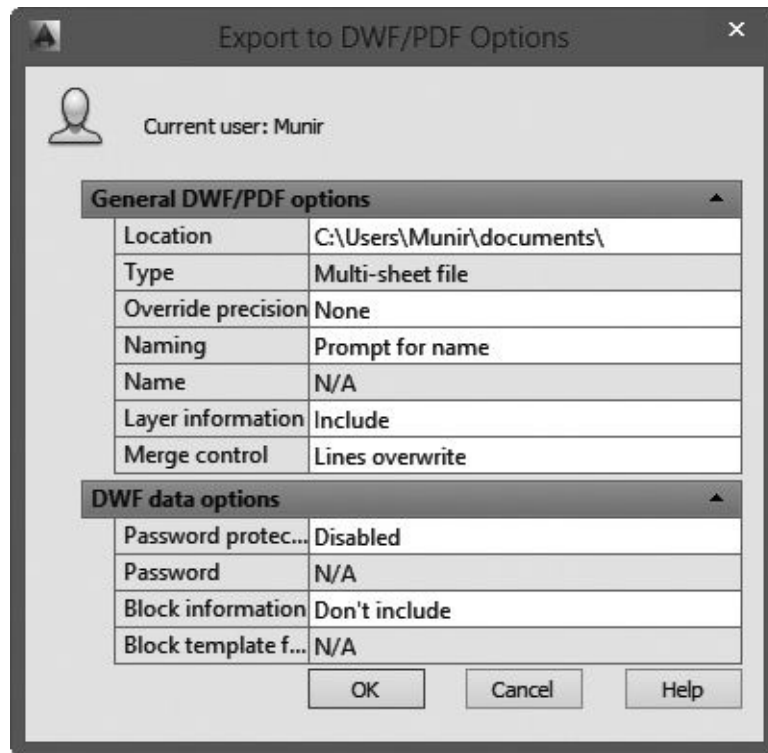 Export to DWF/PDF Options
Current user: Munir
General DWF/PDF options
Location C:\Users\Munir\documents\
Type Multi-sheet file
Override precision None
Naming Prompt for name
Name N/A
Layer information Include
Merge control Lines overwrite
DWF data options
Password protec... Disabled
Password N/A
Block information Don't include
Block template f... N/A
OK Cancel Help